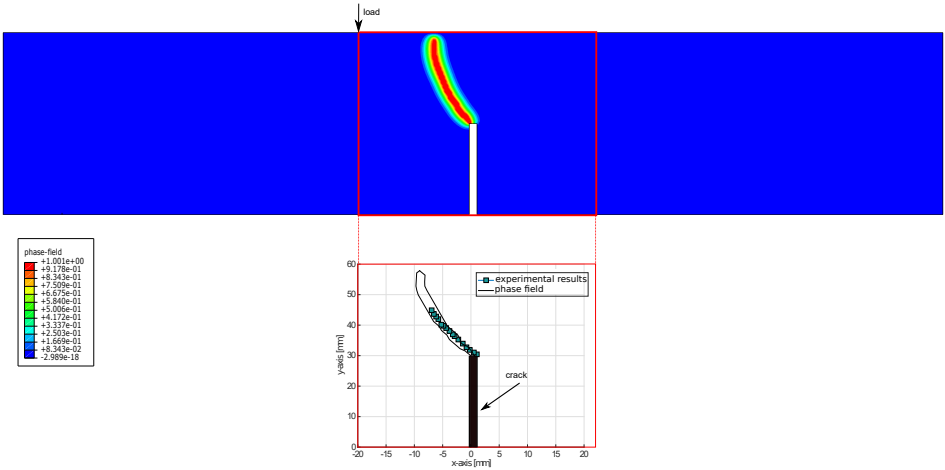 load
phase-field
+1.001e+00
+9.178e-01
+8.343e-01
+7.509e-01
+6.675e-01
+5.840e-01
+5.006e-01
+4.172e-01
+3.337e-01
+2.503e-01
+1.669e-01
+8.343e-02
-2.989e-18
60
50
40
30
20
10
0
y-axis [mm]
experimental results
phase field
crack
-20 -15 -10 -5 0 5 10 15 20
x-axis [mm]